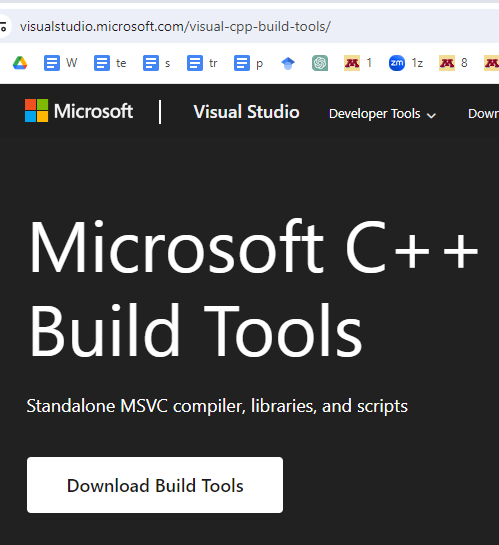 visualstudio.microsoft.com/visual-cpp-build-tools/
W te s tr p 1 zm 1z M 8 M
Microsoft Visual Studio Developer Tools Down
Microsoft C++
Build Tools
Standalone MSVC compiler, libraries, and scripts
Download Build Tools